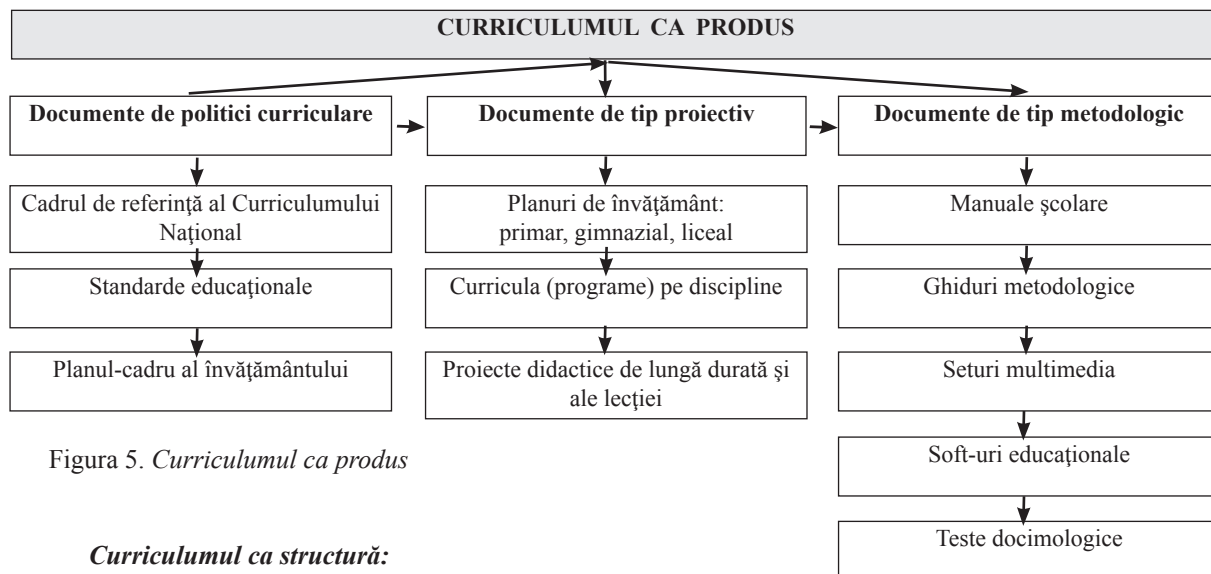 CURRICULUMUL CA PRODUS
Documente de politici curriculare
Documente de tip proiectiv
Documente de tip metodologic
Cadrul de referinţă al Curriculumului
Naţional
Planuri de învăţământ:
primar, gimnazial, liceal
Manuale şcolare
Standarde educaţionale
Curricula (programe) pe discipline
Ghiduri metodologice
Planul-cadru al învăţământului
Proiecte didactice de lungă durată şi
ale lecţiei
Seturi multimedia
Figura 5. Curriculumul ca produs
Soft-uri educaţionale
Teste docimologice
Curriculumul ca structură: